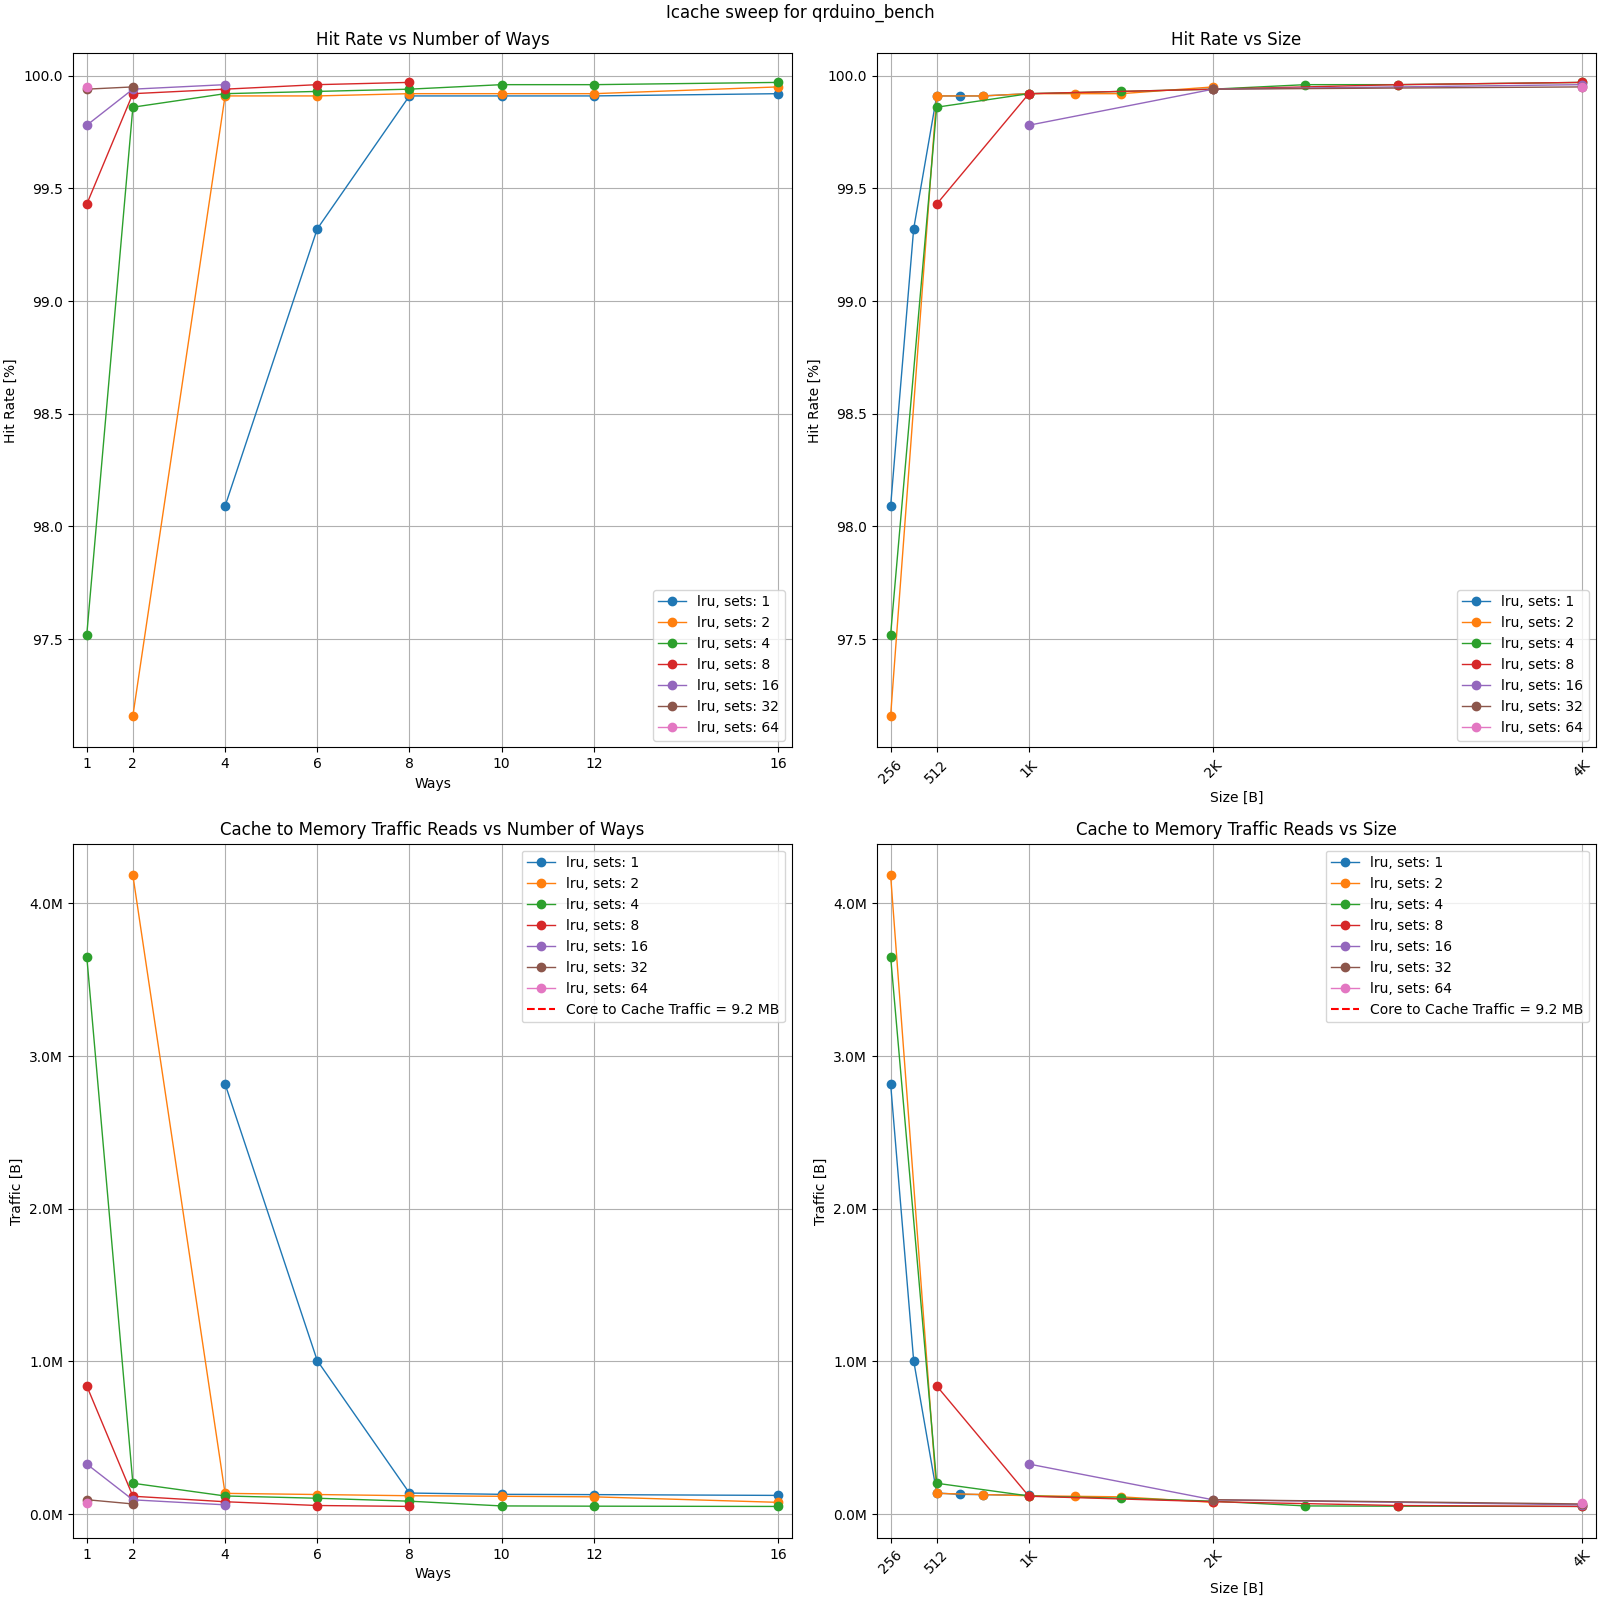 Icache sweep for qrduino_bench
Hit Rate vs Number of Ways
Hit Rate [%]
100.0
99.5
99.0
98.5
98.0
97.5
1
2
4
6
8
10
12
16
Ways
lru, sets: 1
lru, sets: 2
lru, sets: 4
lru, sets: 8
lru, sets: 16
lru, sets: 32
lru, sets: 64
Hit Rate vs Size
Hit Rate [%]
100.0
99.5
99.0
98.5
98.0
97.5
256
512
1K
2K
4K
Size [B]
lru, sets: 1
lru, sets: 2
lru, sets: 4
lru, sets: 8
lru, sets: 16
lru, sets: 32
lru, sets: 64
Cache to Memory Traffic Reads vs Number of Ways
Traffic [B]
4.0M
3.0M
2.0M
1.0M
0.0M
1
2
4
6
8
10
12
16
Ways
lru, sets: 1
lru, sets: 2
lru, sets: 4
lru, sets: 8
lru, sets: 16
lru, sets: 32
lru, sets: 64
Core to Cache Traffic = 9.2 MB
Cache to Memory Traffic Reads vs Size
Traffic [B]
4.0M
3.0M
2.0M
1.0M
0.0M
256
512
1K
2K
4K
Size [B]
lru, sets: 1
lru, sets: 2
lru, sets: 4
lru, sets: 8
lru, sets: 16
lru, sets: 32
lru, sets: 64
Core to Cache Traffic = 9.2 MB